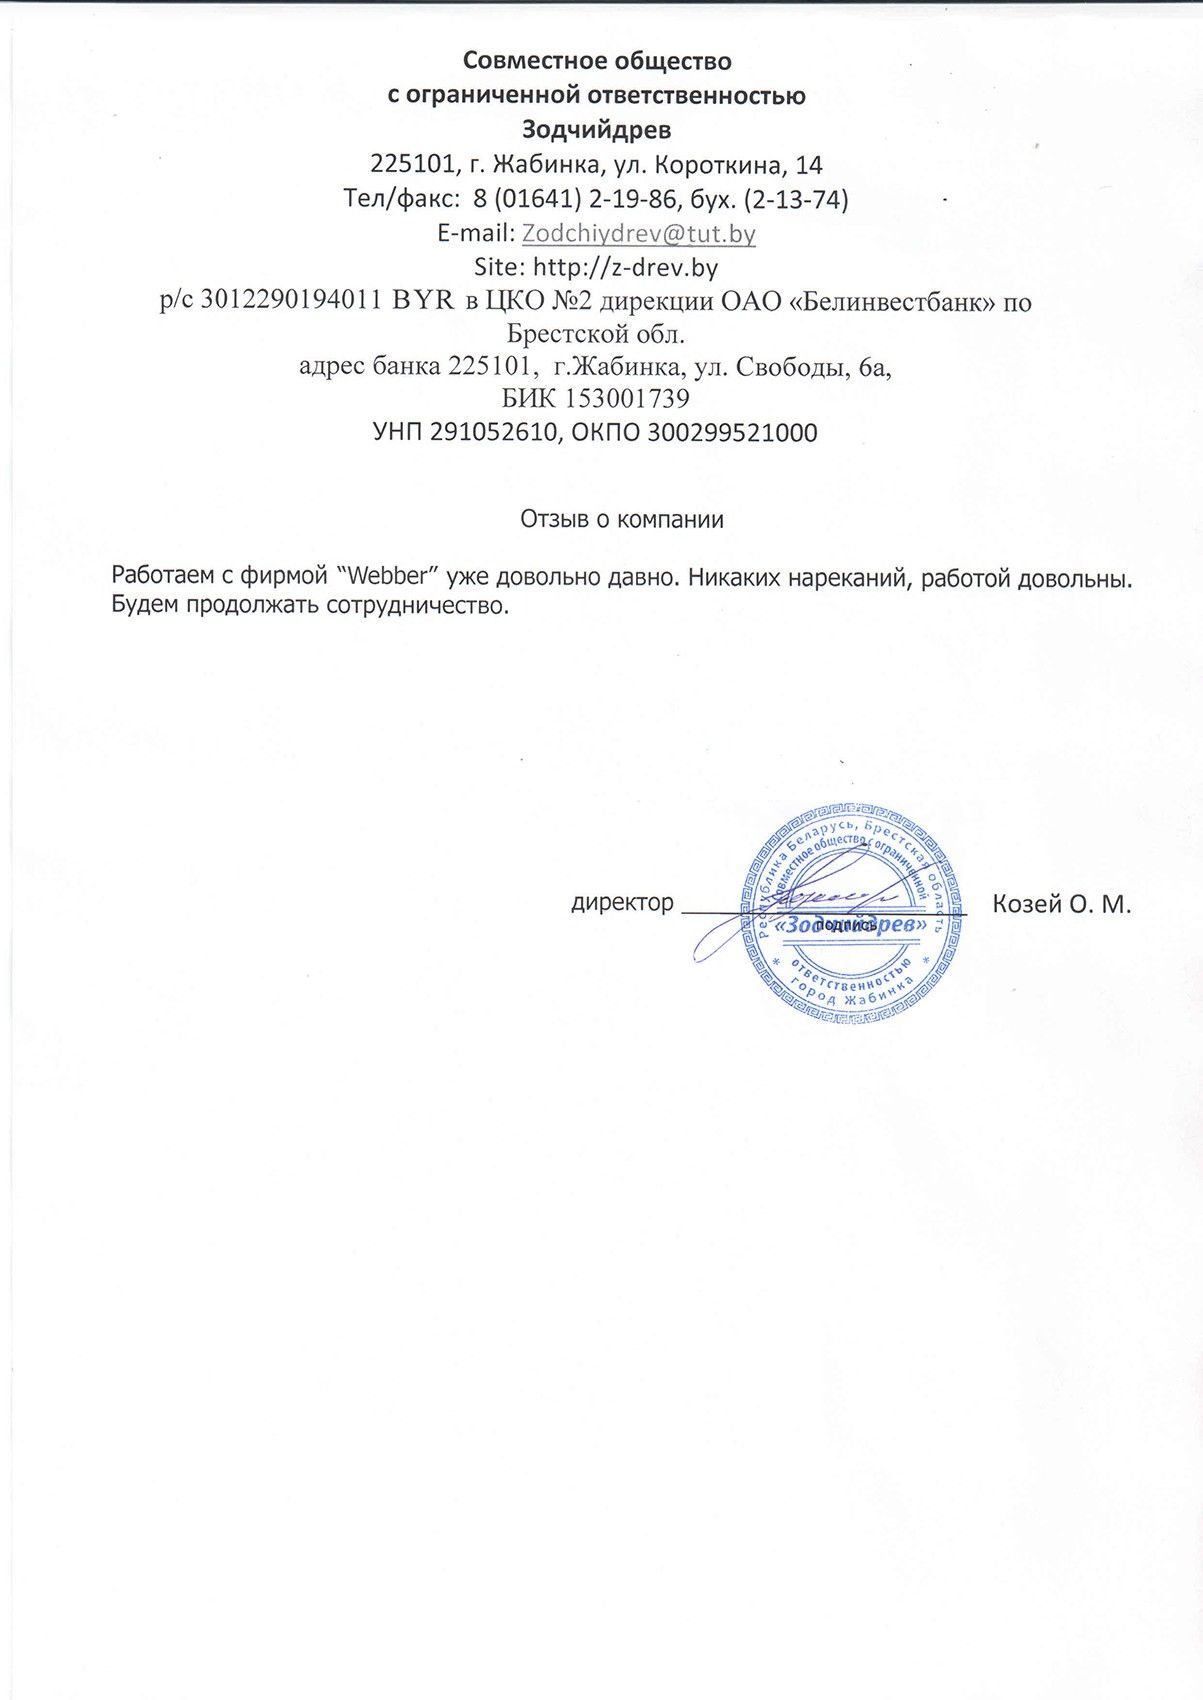 Совместное общество
с ограниченной ответственностью
Зодчийдрев
225101, г. Жабинка, ул. Короткина, 14
Тел/факс:  8 (01641) 2-19-86, бух. (2-13-74)
E-mail: Zodchiydrev@tut.by
Site: http://z-drev.by
р/с 3012290194011 BYR в ЦКО №2 дирекции ОАО «Белинвестбанк» по
Брестской обл.
адрес банка 225101,  г.Жабинка, ул. Свободы, 6а,
БИК 153001739
УНП 291052610, ОКПО 300299521000
Отзыв о компании
Работаем с фирмой “Webber” уже довольно давно. Никаких нареканий, работой довольны.
Будем продолжать сотрудничество.
Республика Беларусь, Брестская область
Совместное общество с ограниченной
директор
Козей О. М.
«Зодчийдрев»
подпись
ответственностью
* город Жабинка *